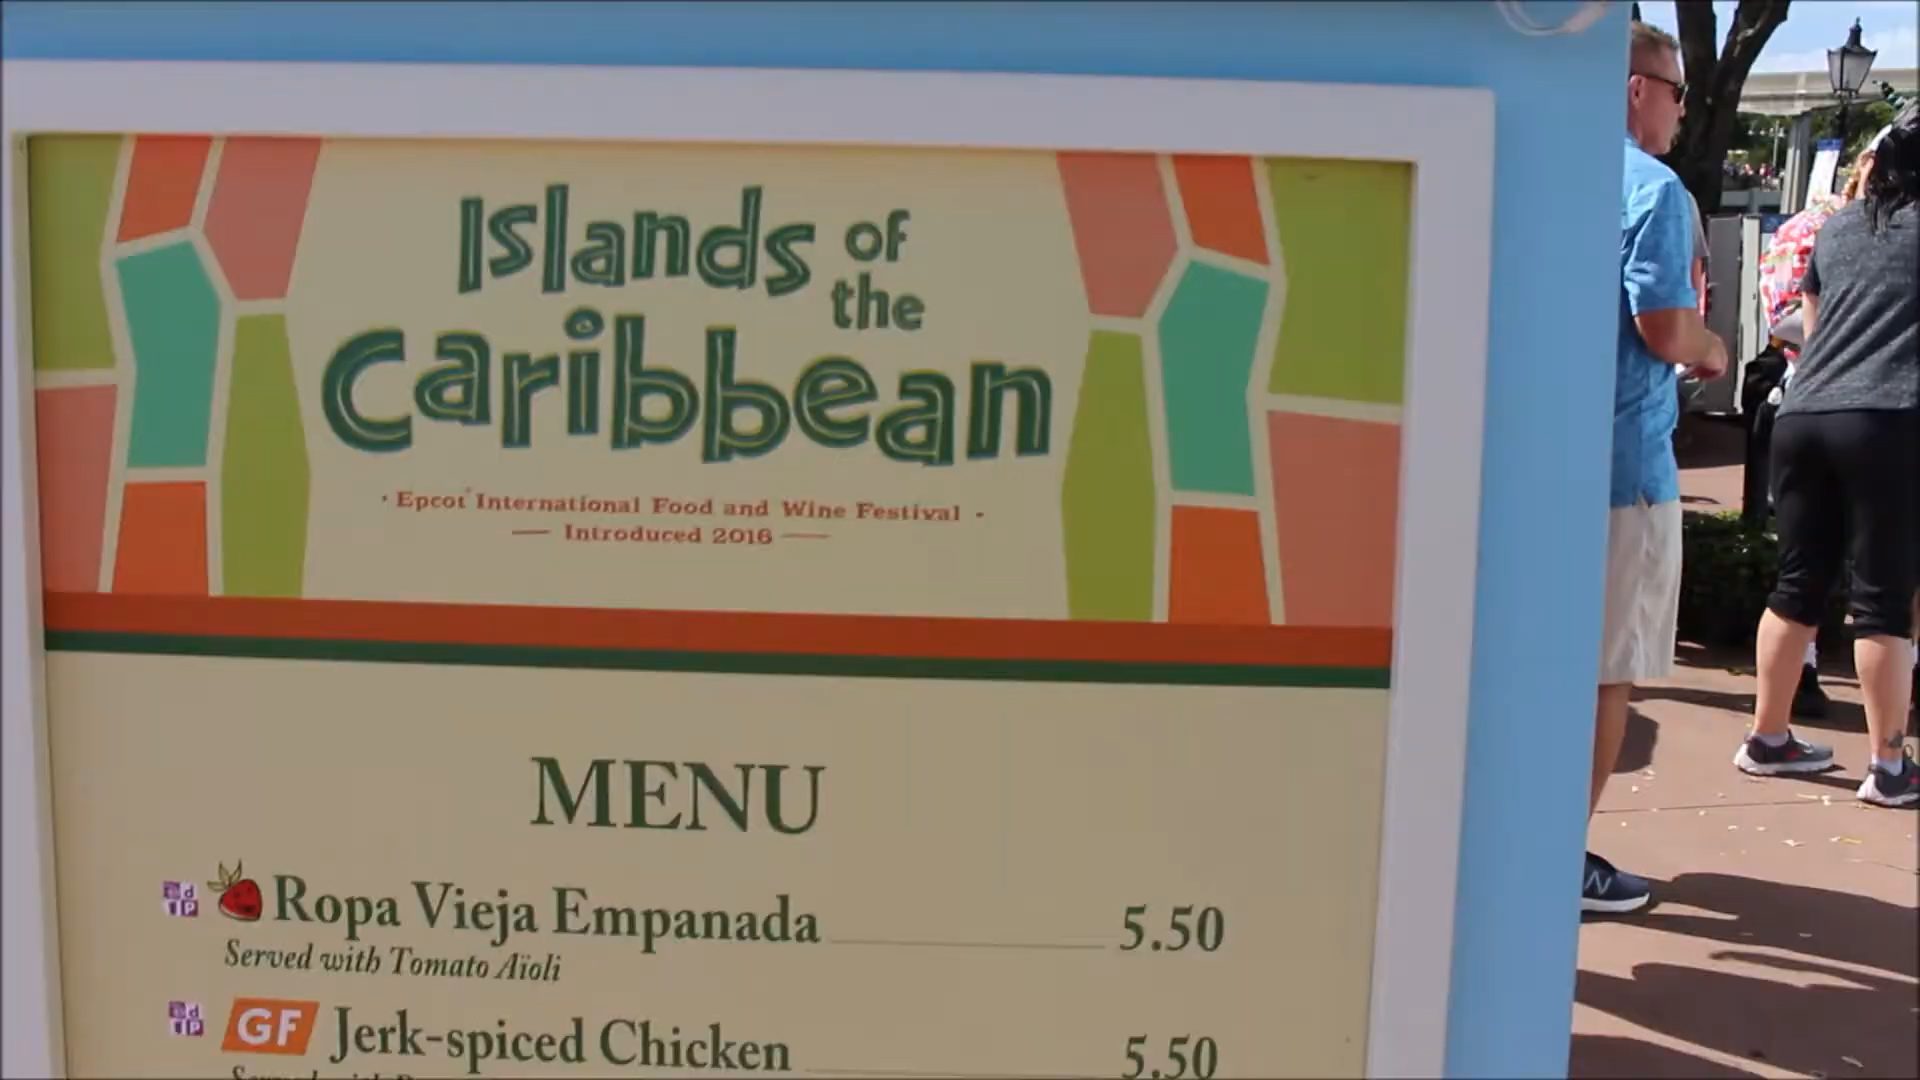 Islands of
the
Caribbean
• Epcot International Food and Wine Festival •
— Introduced 2016 —
MENU
Ropa Vieja Empanada 5.50
Served with Tomato Aïoli
GF Jerk-spiced Chicken 5.50